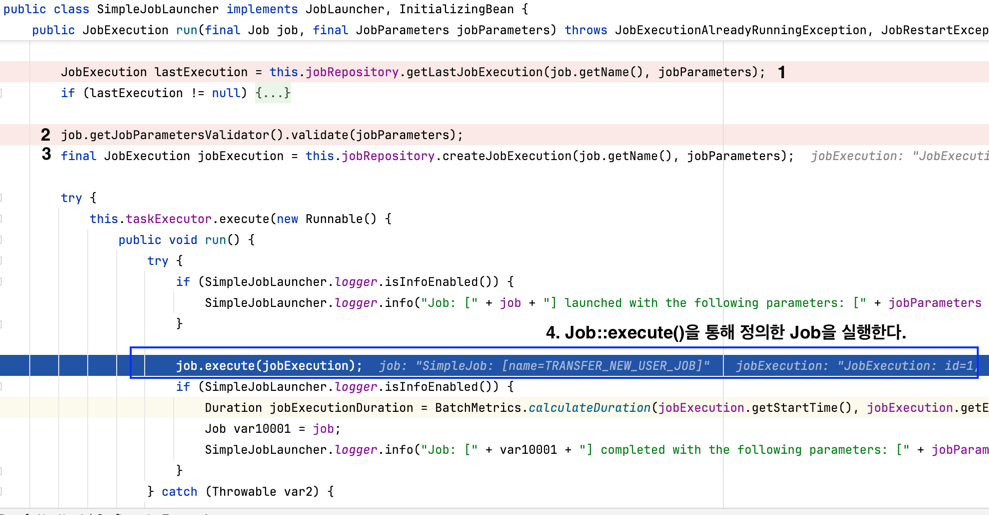 public class SimpleJobLauncher implements JobLauncher, InitializingBean {
public JobExecution run(final Job job, final JobParameters jobParameters) throws JobExecutionAlreadyRunningException, JobRestartExcep
JobExecution lastExecution = this.jobRepository.getLastJobExecution(job.getName(), jobParameters); 1
if (lastExecution != null) {...}
2 job.getJobParametersValidator().validate(jobParameters);
3 final JobExecution jobExecution = this.jobRepository.createJobExecution(job.getName(), jobParameters); jobExecution: "JobExecuti
try {
this.taskExecutor.execute(new Runnable() {
public void run() {
try {
if (SimpleJobLauncher.logger.isInfoEnabled()) {
SimpleJobLauncher.logger.info("Job: [" + job + "] launched with the following parameters: [" + jobParameters
}
4. Job::execute()을 통해 정의한 Job을 실행한다.
job.execute(jobExecution); job: "SimpleJob: [name=TRANSFER_NEW_USER_JOB]" jobExecution: "JobExecution: id=1,
if (SimpleJobLauncher.logger.isInfoEnabled()) {
Duration jobExecutionDuration = BatchMetrics.calculateDuration(jobExecution.getStartTime(), jobExecution.getE
Job var10001 = job;
SimpleJobLauncher.logger.info("Job: [" + var10001 + "] completed with the following parameters: [" + jobParam
}
} catch (Throwable var2) {